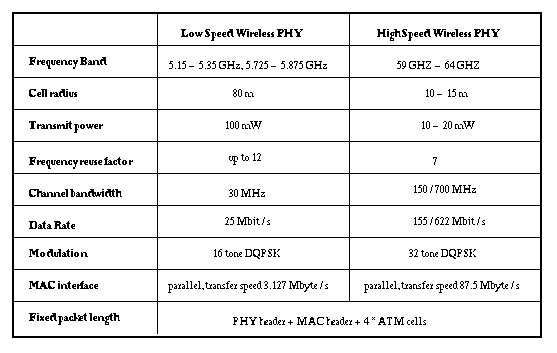 Low Speed Wireless PHY High Speed Wireless PHY
Frequency Band 5.15 – 5.35 GHz, 5.725 – 5.875 GHz 59 GHZ – 64 GHZ
Cell radius 80 m 10 – 15 m
Transmit power 100 mW 10 – 20 mW
Frequency reuse factor up to 12 7
Channel bandwidth 30 MHz 150 / 700 MHz
Data Rate 25 Mbit / s 155 / 622 Mbit / s
Modulation 16 tone DQPSK 32 tone DQPSK
MAC interface parallel, transfer speed 3.127 Mbyte / s parallel, transfer speed 87.5 Mbyte / s
Fixed packet length PHY header + MAC header + 4 * ATM cells